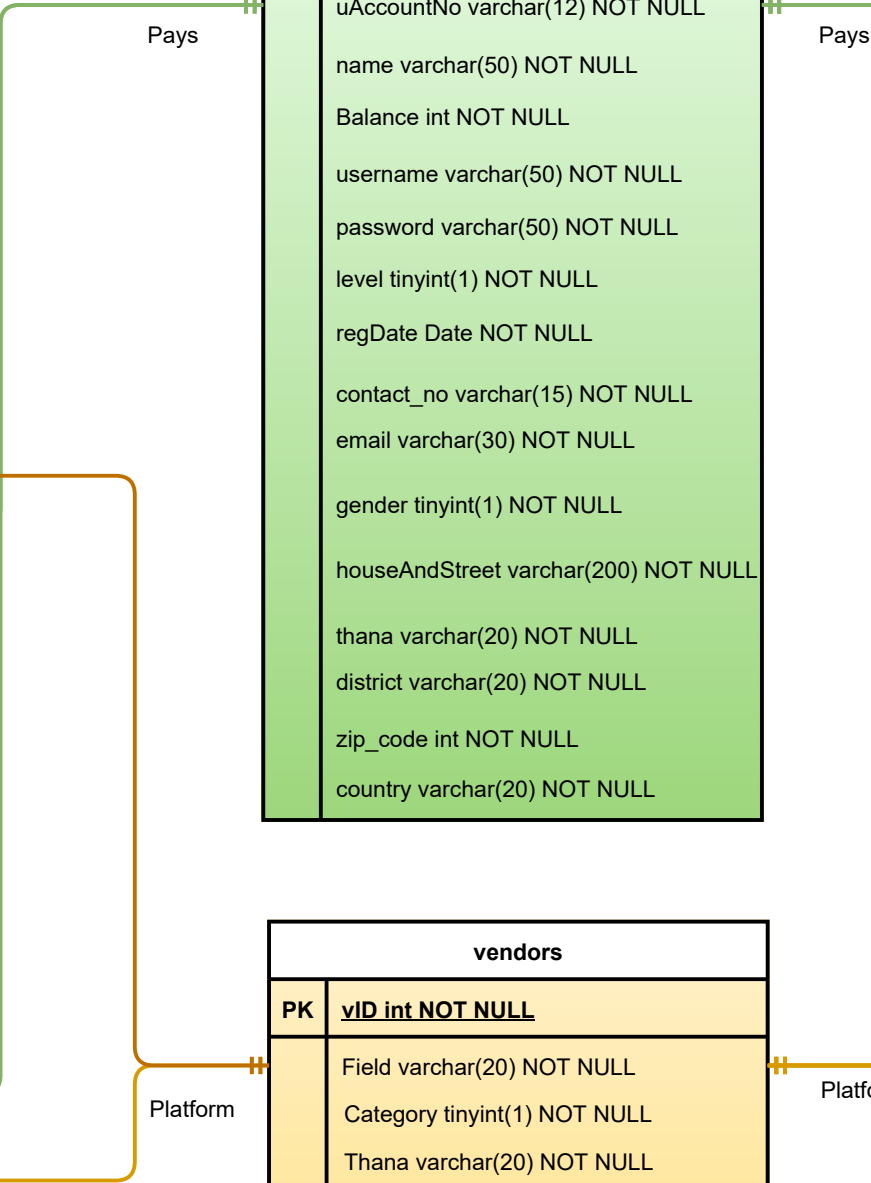 uAccountNo varchar(12) NOT NULL
Pays
Pays
name varchar(50) NOT NULL
Balance int NOT NULL
username varchar(50) NOT NULL
password varchar(50) NOT NULL
level tinyint(1) NOT NULL
regDate Date NOT NULL
contact_no varchar(15) NOT NULL
email varchar(30) NOT NULL
gender tinyint(1) NOT NULL
houseAndStreet varchar(200) NOT NULL
thana varchar(20) NOT NULL
district varchar(20) NOT NULL
zip_code int NOT NULL
country varchar(20) NOT NULL
vendors
PK vID int NOT NULL
Field varchar(20) NOT NULL
Platfo
Platform
Category tinyint(1) NOT NULL
Thana varchar(20) NOT NULL